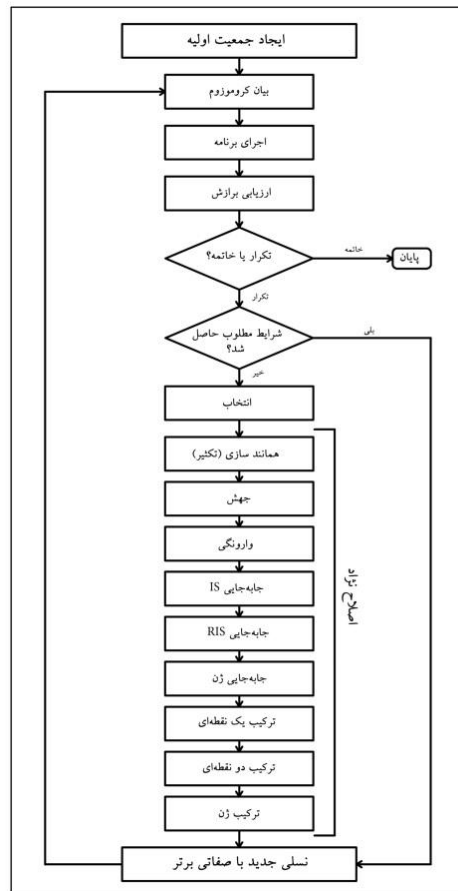 ایجاد جمعیت اولیه
بیان کروموزوم
اجرای برنامه
ارزیابی برازش
تکرار یا خاتمه؟
خاتمه
پایان
تکرار
شرایط مطلوب حاصل
شد؟
بلی
خیر
انتخاب
همانند سازی (تکثیر)
جهش
وارونگی
جابه‌جایی IS
جابه‌جایی RIS
جابه‌جایی ژن
ترکیب یک نقطه‌ای
ترکیب دو نقطه‌ای
ترکیب ژن
اصلاح نژاد
نسلی جدید با صفاتی برتر